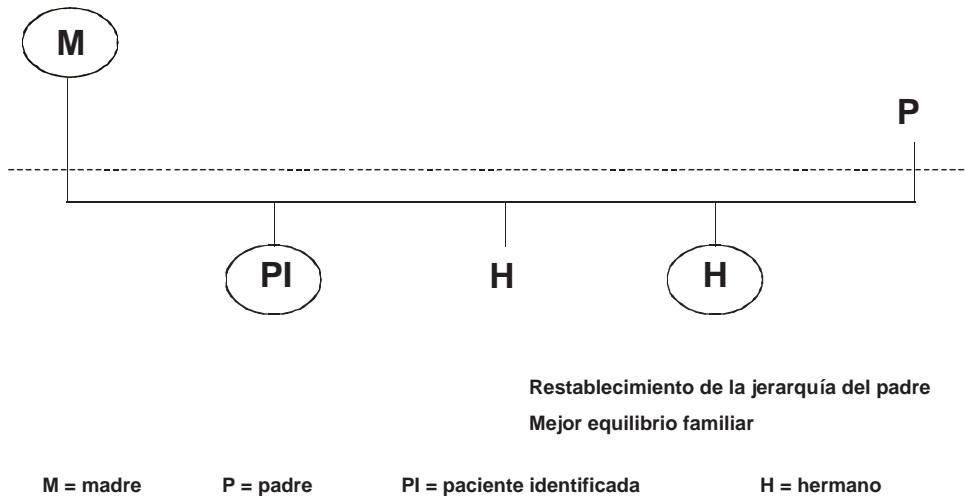 M
P
PI H H
Restablecimiento de la jerarquía del padre
Mejor equilibrio familiar
M = madre P = padre PI = paciente identificada H = hermano